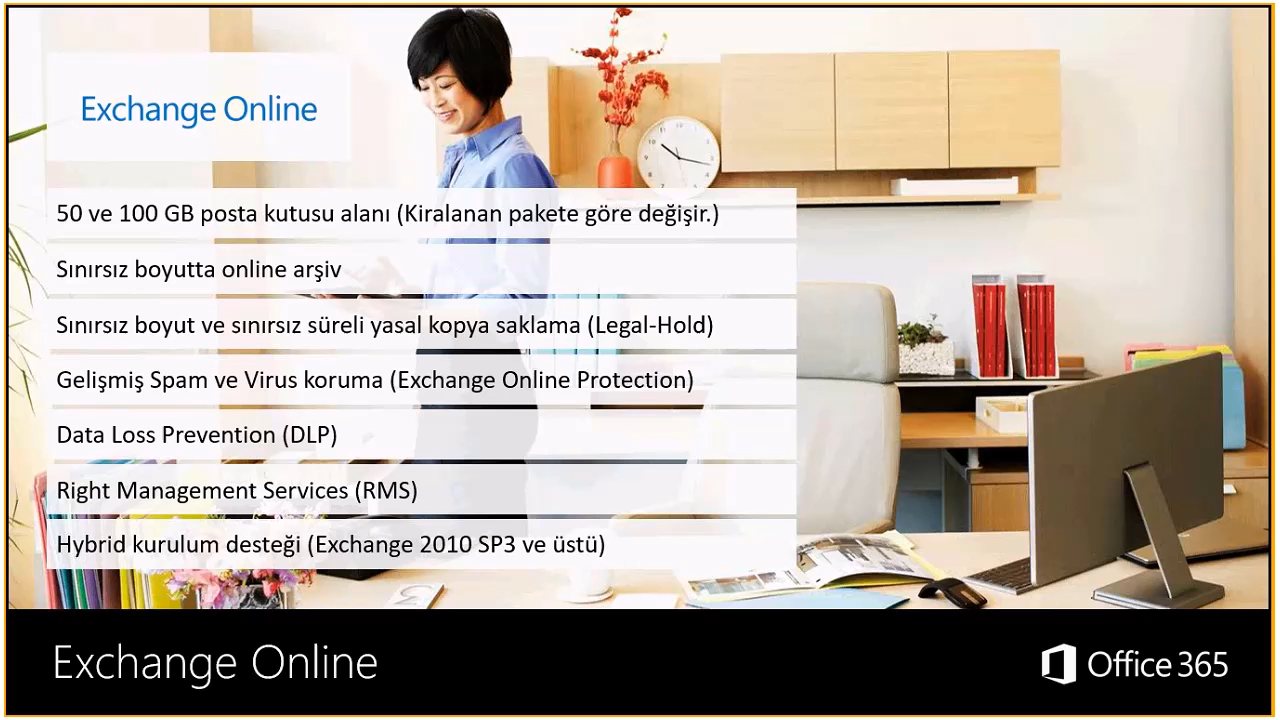 Exchange Online
50 ve 100 GB posta kutusu alanı (Kiralanan pakete göre değişir.)
Sınırsız boyutta online arşiv
Sınırsız boyut ve sınırsız süreli yasal kopya saklama (Legal-Hold)
Gelişmiş Spam ve Virus koruma (Exchange Online Protection)
Data Loss Prevention (DLP)
Right Management Services (RMS)
Hybrid kurulum desteği (Exchange 2010 SP3 ve üstü)
Exchange Online
Office 365